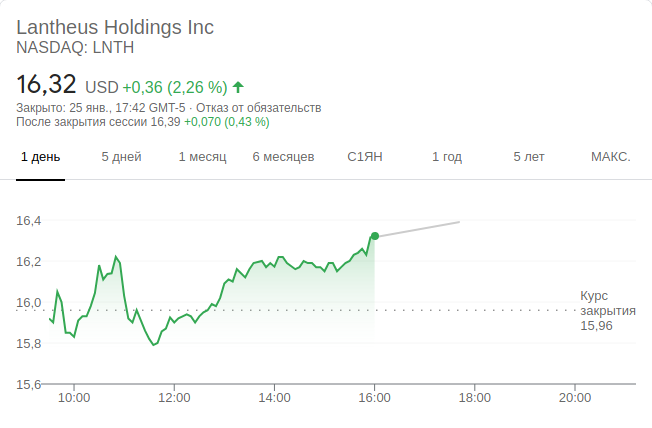 Lantheus Holdings Inc
NASDAQ: LNTH
16,32 USD +0,36 (2,26 %)
Закрыто: 25 янв., 17:42 GMT-5 · Отказ от обязательств
После закрытия сессии 16,39 +0,070 (0,43 %)
1 день 5 дней 1 месяц 6 месяцев С1ЯН 1 год 5 лет МАКС.
16,4
16,2
16,0
15,8
15,6
Курс
закрытия
15,96
10:00 12:00 14:00 16:00 18:00 20:00